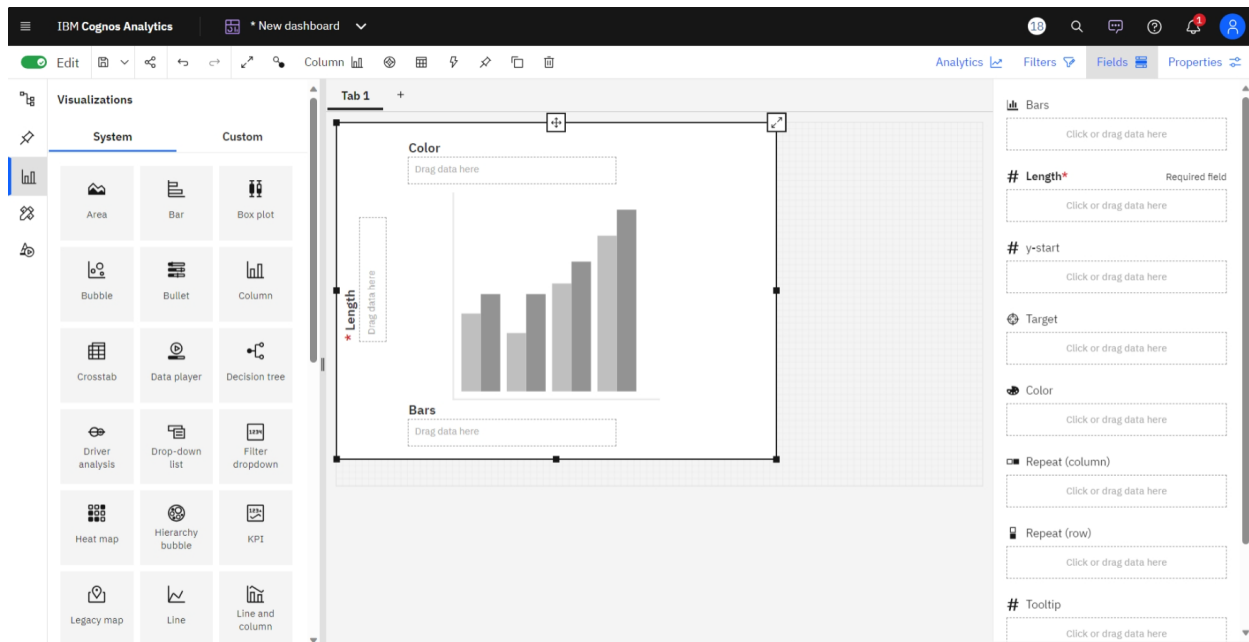 IBM Cognos Analytics
* New dashboard
18
1
Edit
Column
Analytics
Filters
Fields
Properties
Visualizations
System
Custom
Area
Bar
Box plot
Bubble
Bullet
Column
Crosstab
Data player
Decision tree
Driver
analysis
Drop-down
list
Filter
dropdown
Heat map
Hierarchy
bubble
KPI
Legacy map
Line
Line and
column
Tab 1
+
Color
Drag data here
* Length
Drag data here
Bars
Drag data here
Bars
Click or drag data here
# Length*
Required field
Click or drag data here
# y-start
Click or drag data here
Target
Click or drag data here
Color
Click or drag data here
Repeat (column)
Click or drag data here
Repeat (row)
Click or drag data here
# Tooltip
Click or drag data here